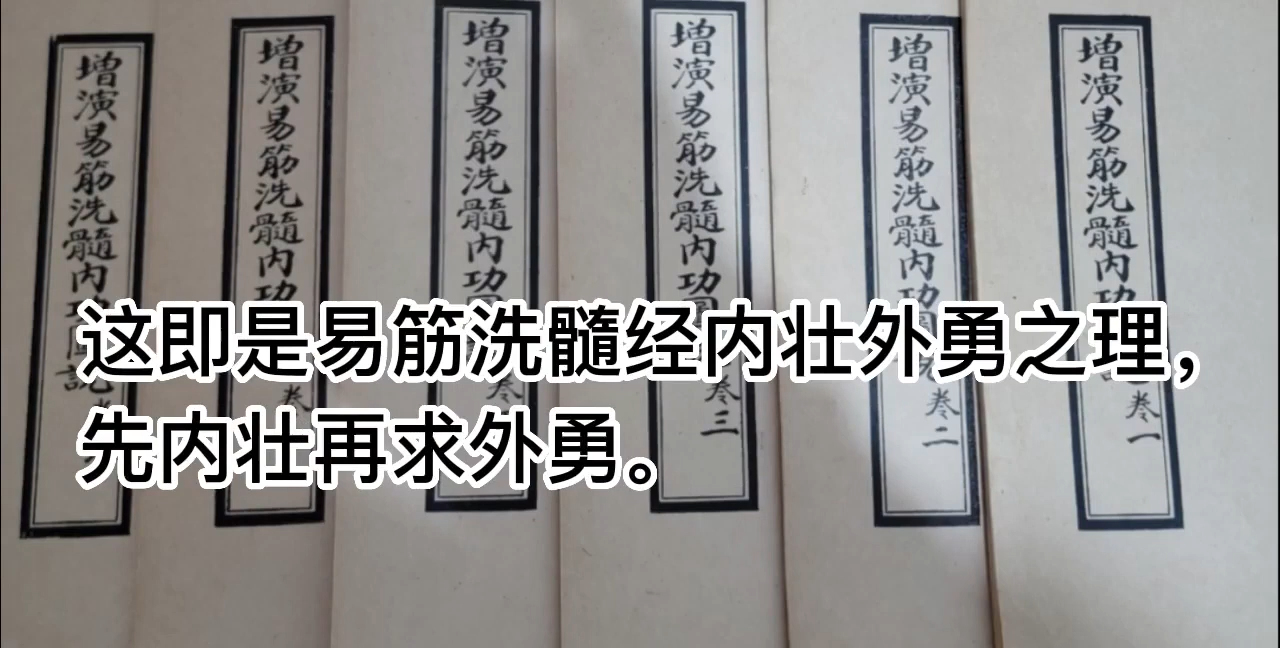 增演易筋洗髓内功
增演易筋洗髓内功
卷
增演易筋洗髓内功
卷
增演易筋洗髓内功
卷三
增演易筋洗髓内功
卷二
增演易筋洗髓内功
卷一
这即是易筋洗髓经内壮外勇之理，
先内壮再求外勇。